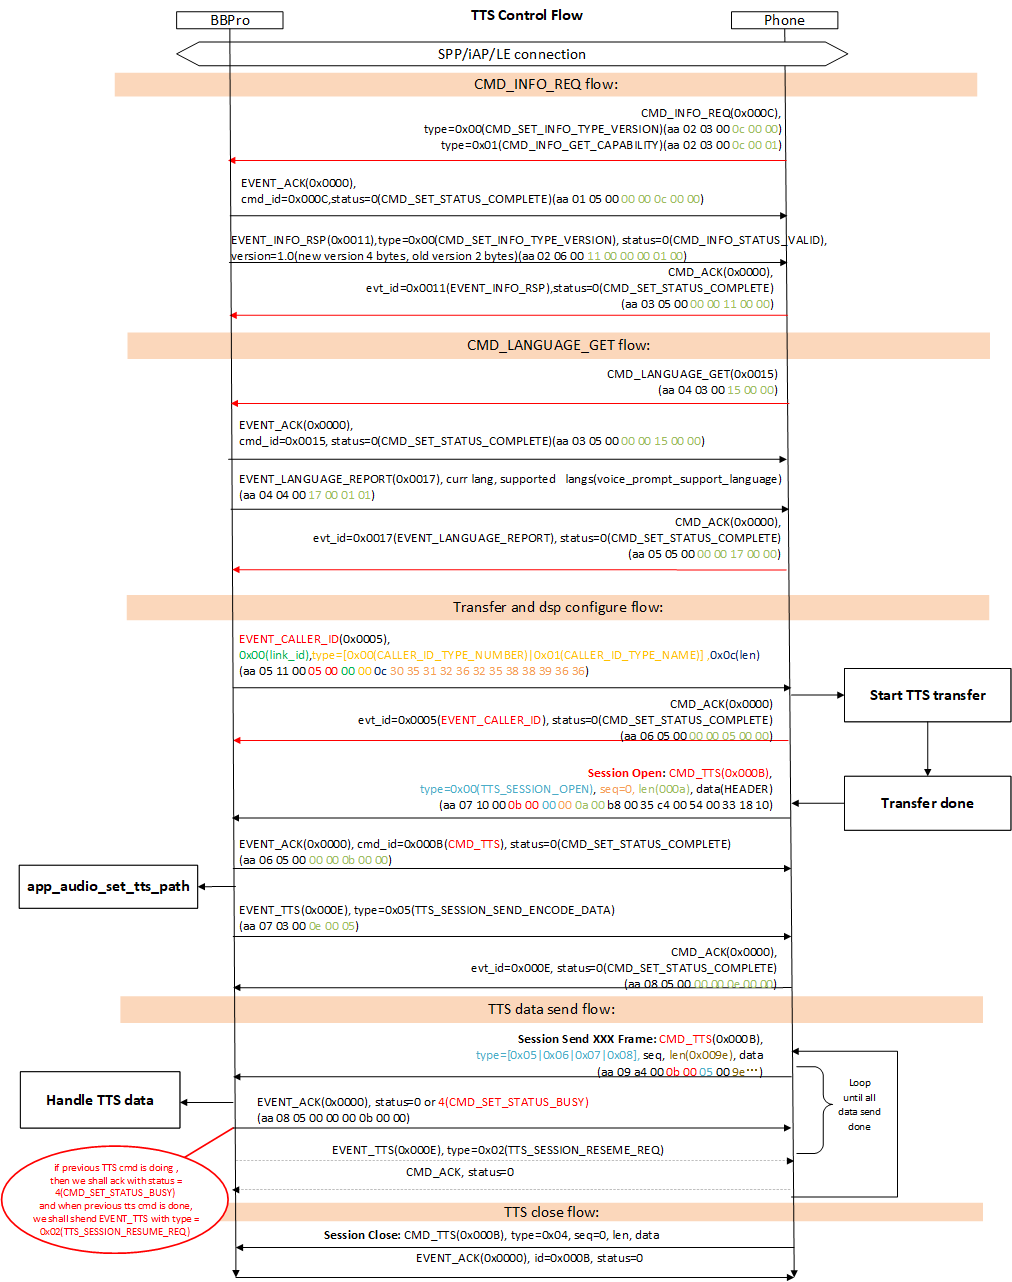 TTS Control Flow
BBPro
Phone
SPP/iAP/LE connection
CMD_INFO_REQ flow:
CMD_INFO_REQ(0x000C),
type=0x00(CMD_SET_INFO_TYPE_VERSION)(aa 02 03 00 0c 00 00)
type=0x01(CMD_INFO_GET_CAPABILITY)(aa 02 03 00 0c 00 01)
EVENT_ACK(0x0000),
cmd_id=0x000C,status=0(CMD_SET_STATUS_COMPLETE)(aa 01 05 00 00 00 0c 00 00)
EVENT_INFO_RSP(0x0011),type=0x00(CMD_SET_INFO_TYPE_VERSION), status=0(CMD_INFO_STATUS_VALID),
version=1.0(new version 4 bytes, old version 2 bytes)(aa 02 06 00 11 00 00 00 01 00)
CMD_ACK(0x0000),
evt_id=0x0011(EVENT_INFO_RSP),status=0(CMD_SET_STATUS_COMPLETE)
(aa 03 05 00 00 00 11 00 00)
CMD_LANGUAGE_GET flow:
CMD_LANGUAGE_GET(0x0015)
(aa 04 03 00 15 00 00)
EVENT_ACK(0x0000),
cmd_id=0x0015, status=0(CMD_SET_STATUS_COMPLETE)(aa 03 05 00 00 00 15 00 00)
EVENT_LANGUAGE_REPORT(0x0017), curr lang, supported langs(voice_prompt_support_language)
(aa 04 04 00 17 00 01 01)
CMD_ACK(0x0000),
evt_id=0x0017(EVENT_LANGUAGE_REPORT), status=0(CMD_SET_STATUS_COMPLETE)
(aa 05 05 00 00 00 17 00 00)
Transfer and dsp configure flow:
EVENT_CALLER_ID(0x0005),
0x00(link_id),type=[0x00(CALLER_ID_TYPE_NUMBER)|0x01(CALLER_ID_TYPE_NAME)] ,0x0c(len)
(aa 05 11 00 05 00 00 00 0c 30 35 31 32 36 32 35 38 38 39 36 36)
Start TTS transfer
CMD_ACK(0x0000)
evt_id=0x0005(EVENT_CALLER_ID), status=0(CMD_SET_STATUS_COMPLETE)
(aa 06 05 00 00 00 05 00 00)
Session Open: CMD_TTS(0x000B),
type=0x00(TTS_SESSION_OPEN), seq=0, len(000a), data(HEADER)
(aa 07 10 00 0b 00 00 00 0a 00 b8 00 35 c4 00 54 00 33 18 10)
Transfer done
EVENT_ACK(0x0000), cmd_id=0x000B(CMD_TTS), status=0(CMD_SET_STATUS_COMPLETE)
(aa 06 05 00 00 00 0b 00 00)
app_audio_set_tts_path
EVENT_TTS(0x000E), type=0x05(TTS_SESSION_SEND_ENCODE_DATA)
(aa 07 03 00 0e 00 05)
CMD_ACK(0x0000),
evt_id=0x000E, status=0(CMD_SET_STATUS_COMPLETE)
(aa 08 05 00 00 00 0e 00 00)
TTS data send flow:
Session Send XXX Frame: CMD_TTS(0x000B),
type=[0x05|0x06|0x07|0x08], seq, len(0x009e), data
(aa 09 a4 00 0b 00 05 00 9e…)
Loop
until all
data send
done
Handle TTS data
EVENT_ACK(0x0000), status=0 or 4(CMD_SET_STATUS_BUSY)
(aa 08 05 00 00 00 0b 00 00)
EVENT_TTS(0x000E), type=0x02(TTS_SESSION_RESEME_REQ)
CMD_ACK, status=0
if previous TTS cmd is doing ,
then we shall ack with status =
4(CMD_SET_STATUS_BUSY)
and when previous tts cmd is done,
we shall shend EVENT_TTS with type =
0x02(TTS_SESSION_RESUME_REQ)
TTS close flow:
Session Close: CMD_TTS(0x000B), type=0x04, seq=0, len, data
EVENT_ACK(0x0000), id=0x000B, status=0